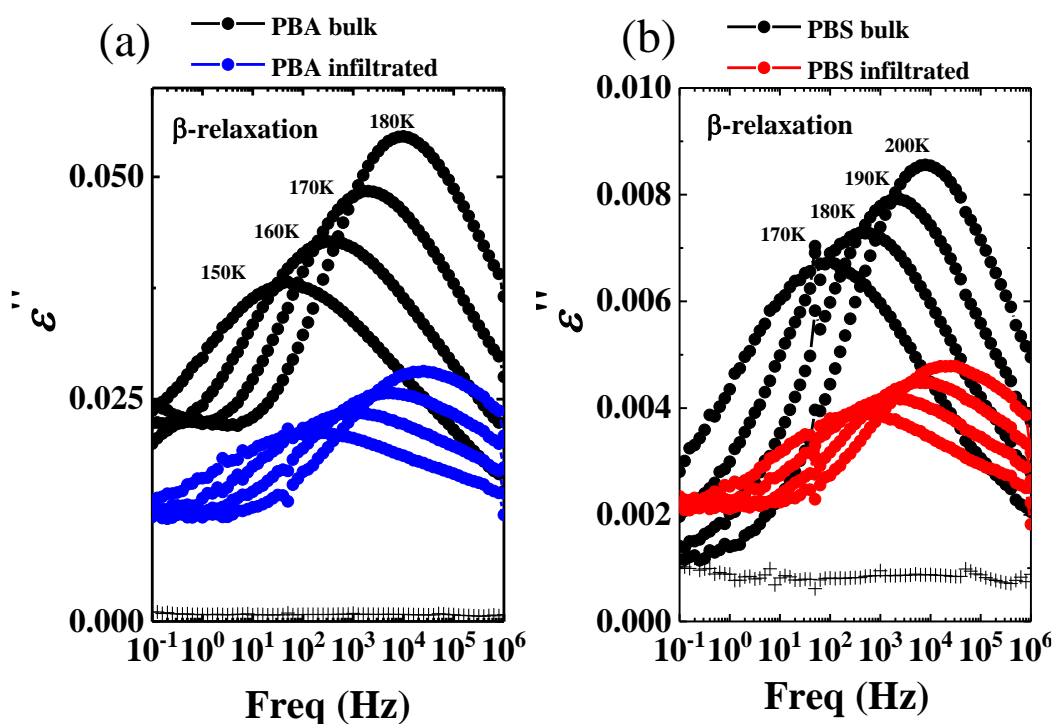 (a)
PBA bulk
PBA infiltrated
β-relaxation
180K
170K
160K
150K
0.050
0.025
0.000
ε''
10⁻¹ 10⁰ 10¹ 10² 10³ 10⁴ 10⁵ 10⁶
Freq (Hz)
(b)
PBS bulk
PBS infiltrated
β-relaxation
200K
190K
180K
170K
0.010
0.008
0.006
0.004
0.002
0.000
ε''
10⁻¹ 10⁰ 10¹ 10² 10³ 10⁴ 10⁵ 10⁶
Freq (Hz)